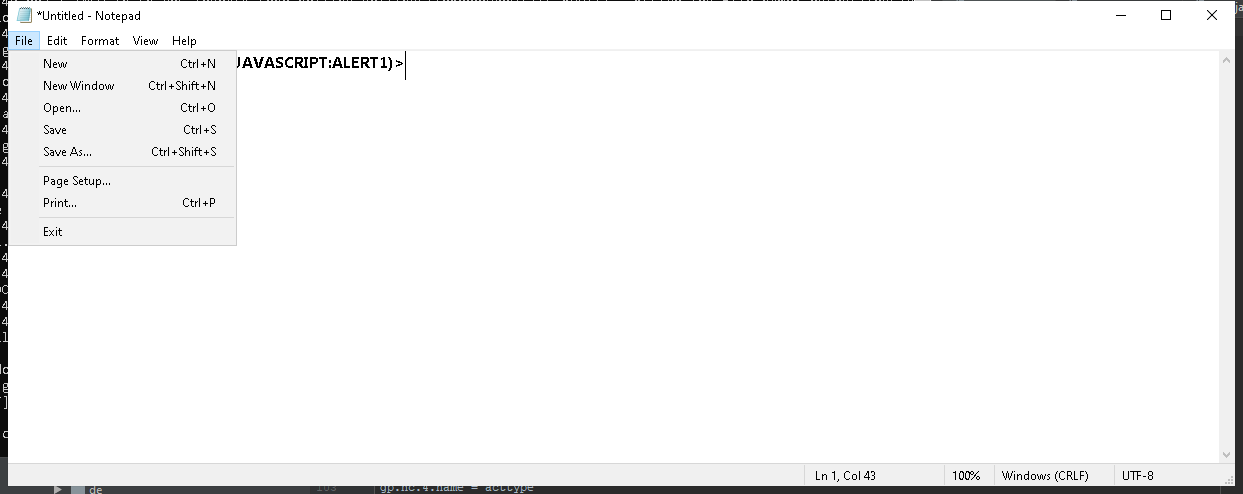 *Untitled - Notepad
File Edit Format View Help
JAVASCRIPT:ALERT1)>
New Ctrl+N
New Window Ctrl+Shift+N
Open... Ctrl+O
Save Ctrl+S
Save As... Ctrl+Shift+S
Page Setup...
Print... Ctrl+P
Exit
Ln 1, Col 43 100% Windows (CRLF) UTF-8
de 103 gp.nc.4.name = acttype